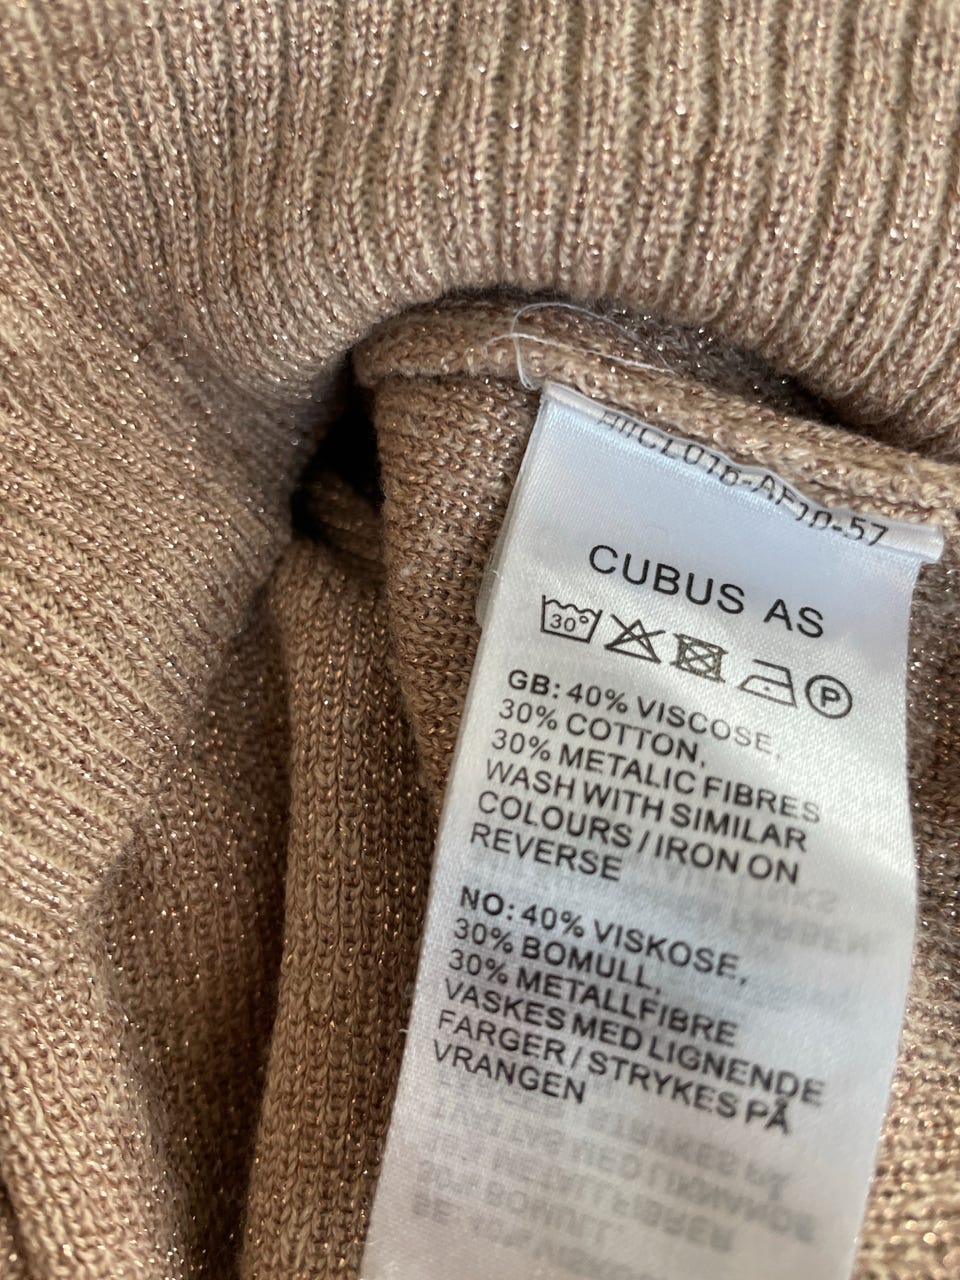 CUBUS AS
30°
P
GB: 40% VISCOSE,
30% COTTON,
30% METALIC FIBRES
WASH WITH SIMILAR
COLOURS / IRON ON
REVERSE
NO: 40% VISKOSE,
30% BOMULL,
30% METALLFIBRE
VASKES MED LIGNENDE
FARGER / STRYKES PÅ
VRANGEN